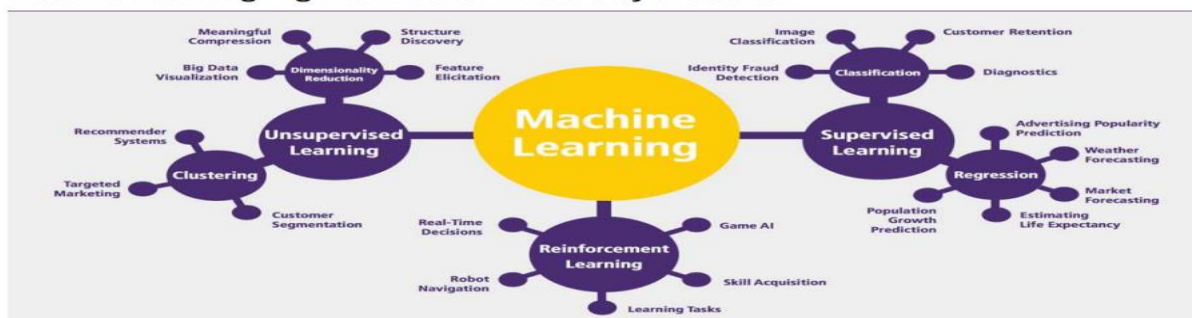 Machine
Learning
Unsupervised
Learning
Dimensionality
Reduction
Meaningful
Compression
Structure
Discovery
Big Data
Visualization
Feature
Elicitation
Clustering
Recommender
Systems
Targeted
Marketing
Customer
Segmentation
Supervised
Learning
Classification
Image
Classification
Customer Retention
Identity Fraud
Detection
Diagnostics
Regression
Advertising Popularity
Prediction
Weather
Forecasting
Market
Forecasting
Population
Growth
Prediction
Estimating
Life Expectancy
Reinforcement
Learning
Real-Time
Decisions
Game AI
Robot
Navigation
Skill Acquisition
Learning Tasks